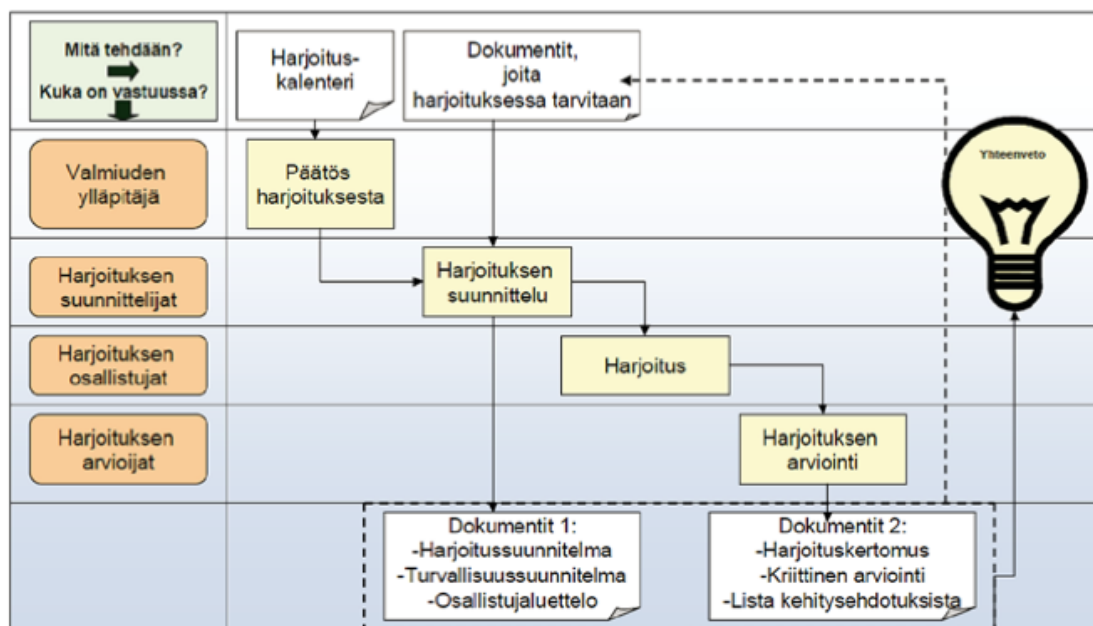 Mitä tehdään?
Kuka on vastuussa?
Harjoitus-
kalenteri
Dokumentit,
joita
harjoituksessa tarvitaan
Yhteenveto
Valmiuden
ylläpitäjä
Päätös
harjoituksesta
Harjoituksen
suunnittelijat
Harjoituksen
suunnittelu
Harjoituksen
osallistujat
Harjoitus
Harjoituksen
arvioijat
Harjoituksen
arviointi
Dokumentit 1:
-Harjoitussuunnitelma
-Turvallisuussuunnitelma
-Osallistujaluettelo
Dokumentit 2:
-Harjoituskertomus
-Kriittinen arviointi
-Lista kehitysehdotuksista